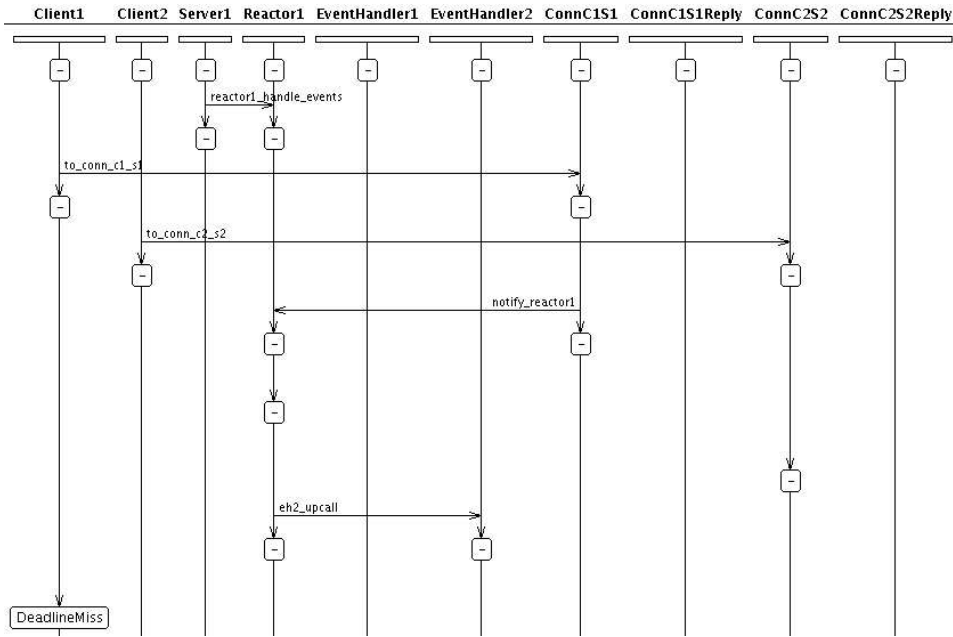 Client1 Client2 Server1 Reactor1 EventHandler1 EventHandler2 ConnC1S1 ConnC1S1Reply ConnC2S2 ConnC2S2Reply
- - - - - - - - - -
reactor1_handle_events
- -
to_conn_c1_s1
- -
to_conn_c2_s2
- -
notify_reactor1
- -
-
-
eh2_upcall
- -
DeadlineMiss